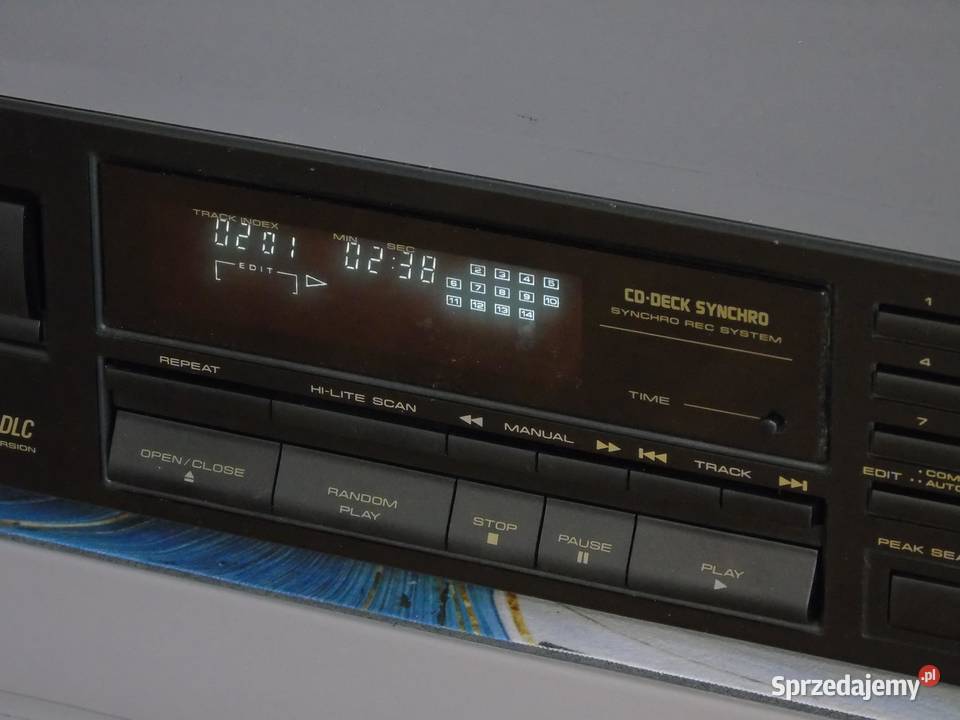 TRACK INDEX MIN SEC
0201 02:38
EDIT
2 3 4 5
6 7 8 9 10
11 12 13 14
CD·DECK SYNCHRO
SYNCHRO REC SYSTEM
TIME
REPEAT
HI-LITE SCAN
MANUAL
TRACK
DLC
OPEN/CLOSE
RANDOM
PLAY
STOP
PAUSE
PLAY
1
4
7
EDIT
PEAK
Sprzedajemy.pl